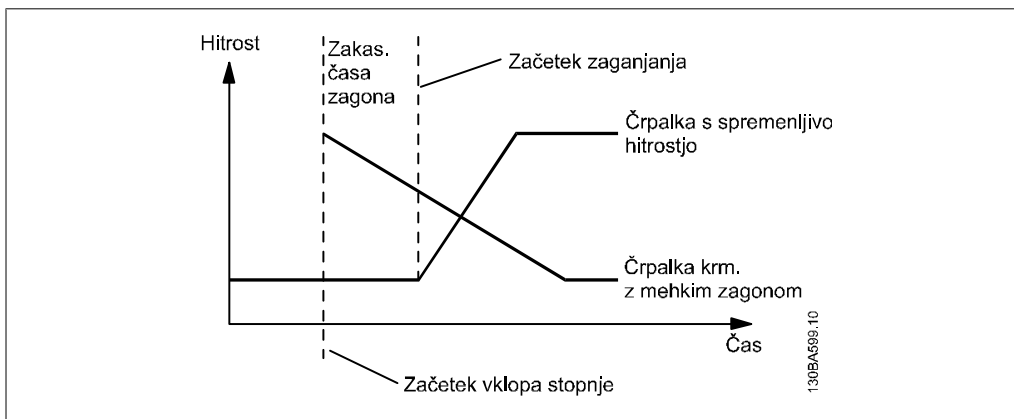 Hitrost
Zakas.
časa
zagona
Začetek zaganjanja
Črpalka s spremenljivo
hitrostjo
Črpalka krm.
z mehkim zagonom
Čas
Začetek vklopa stopnje
130BA599.10